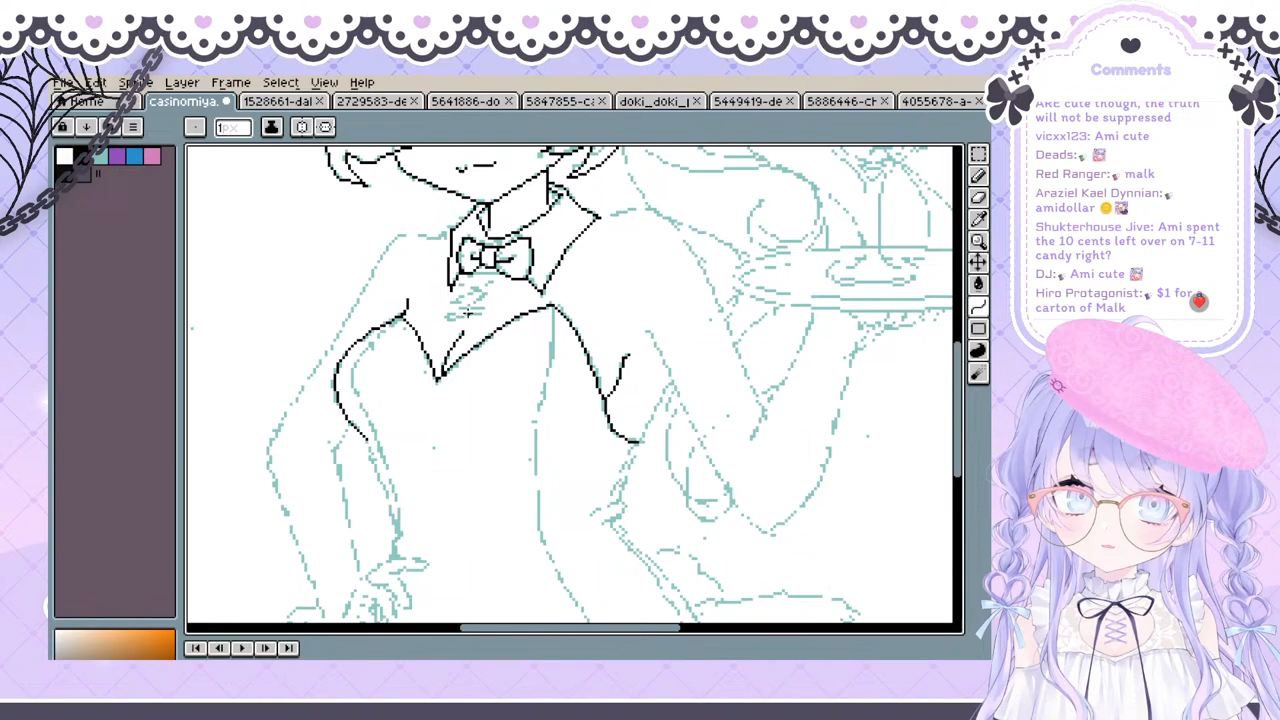 File Edit Sprite Layer Frame Select View Help
Home casinomiya. 1528661-dal 2729583-de 5641886-do 5847855-c doki_doki_ 5449419-de 5886446-ch 4055678-a-
Comments
ARE cute though, the truth
will not be suppressed
vicxx123: Ami cute
Deads:
Red Ranger: malk
Araziel Kael Dynnian:
amidollar
Shukterhouse Jive: Ami spent
the 10 cents left over on 7-11
candy right?
DJ: Ami cute
Hiro Protagonist: $1 for a
carton of Malk